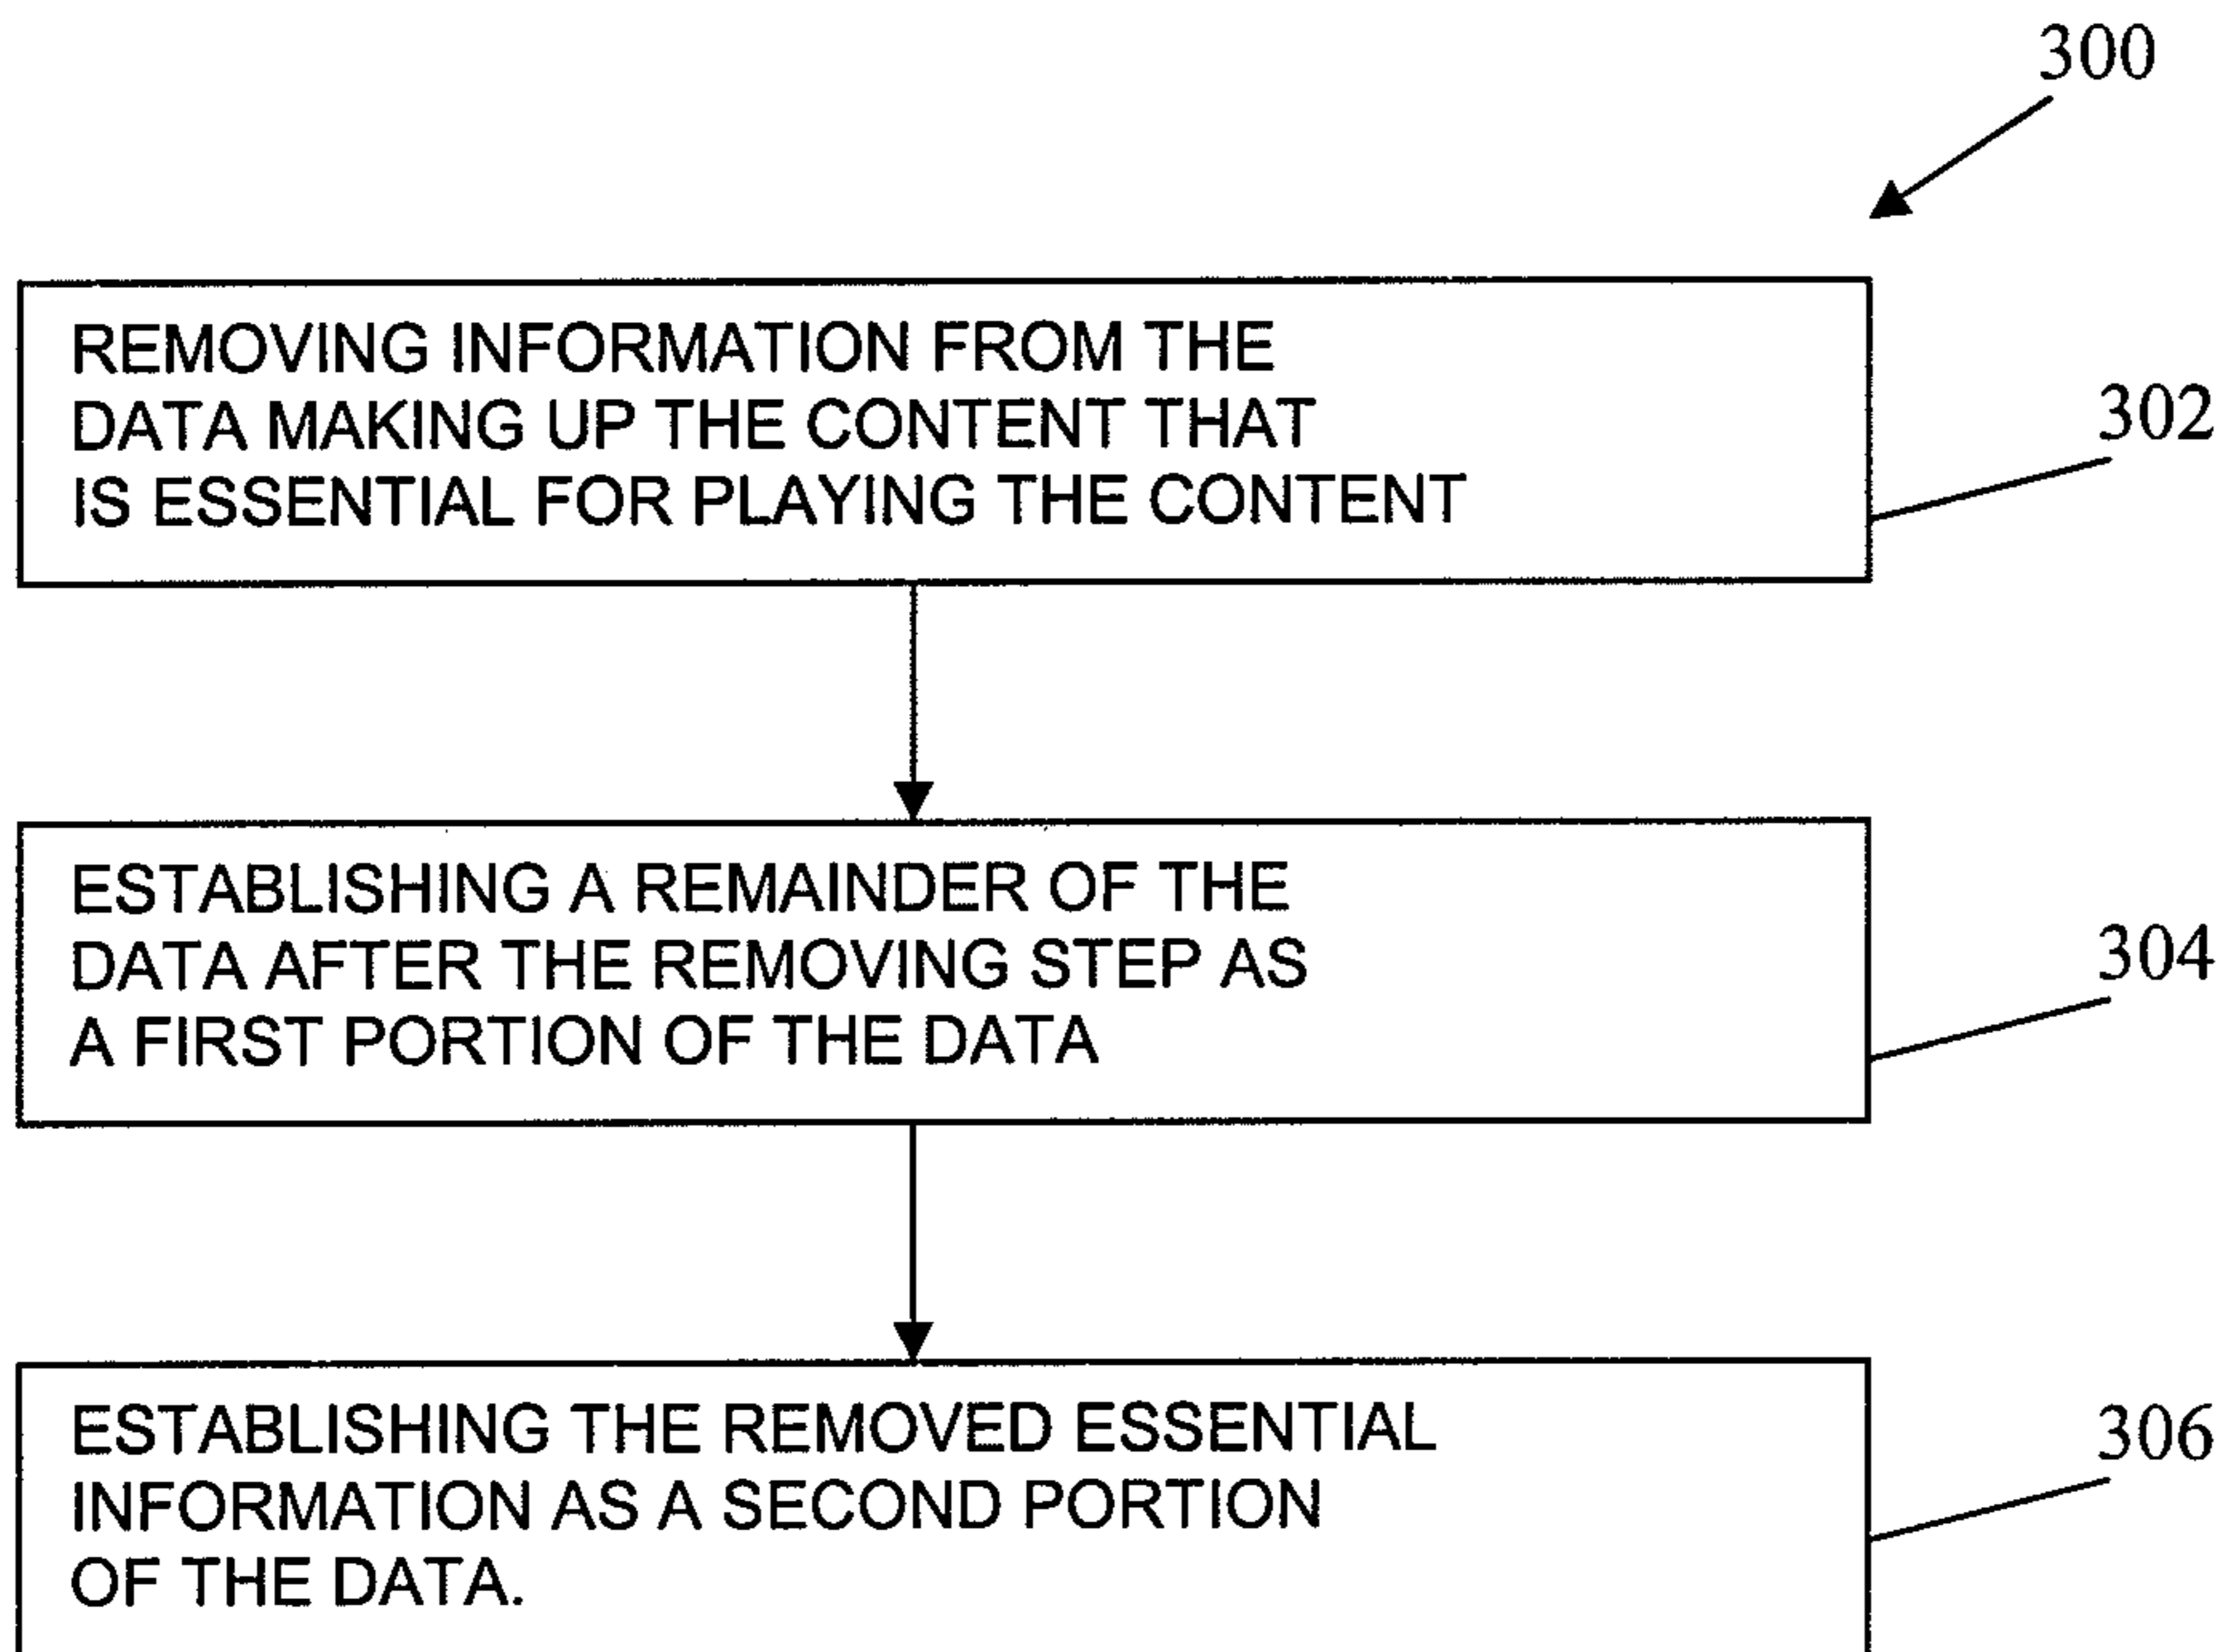 300
REMOVING INFORMATION FROM THE
DATA MAKING UP THE CONTENT THAT
IS ESSENTIAL FOR PLAYING THE CONTENT
302
ESTABLISHING A REMAINDER OF THE
DATA AFTER THE REMOVING STEP AS
A FIRST PORTION OF THE DATA
304
ESTABLISHING THE REMOVED ESSENTIAL
INFORMATION AS A SECOND PORTION
OF THE DATA.
306